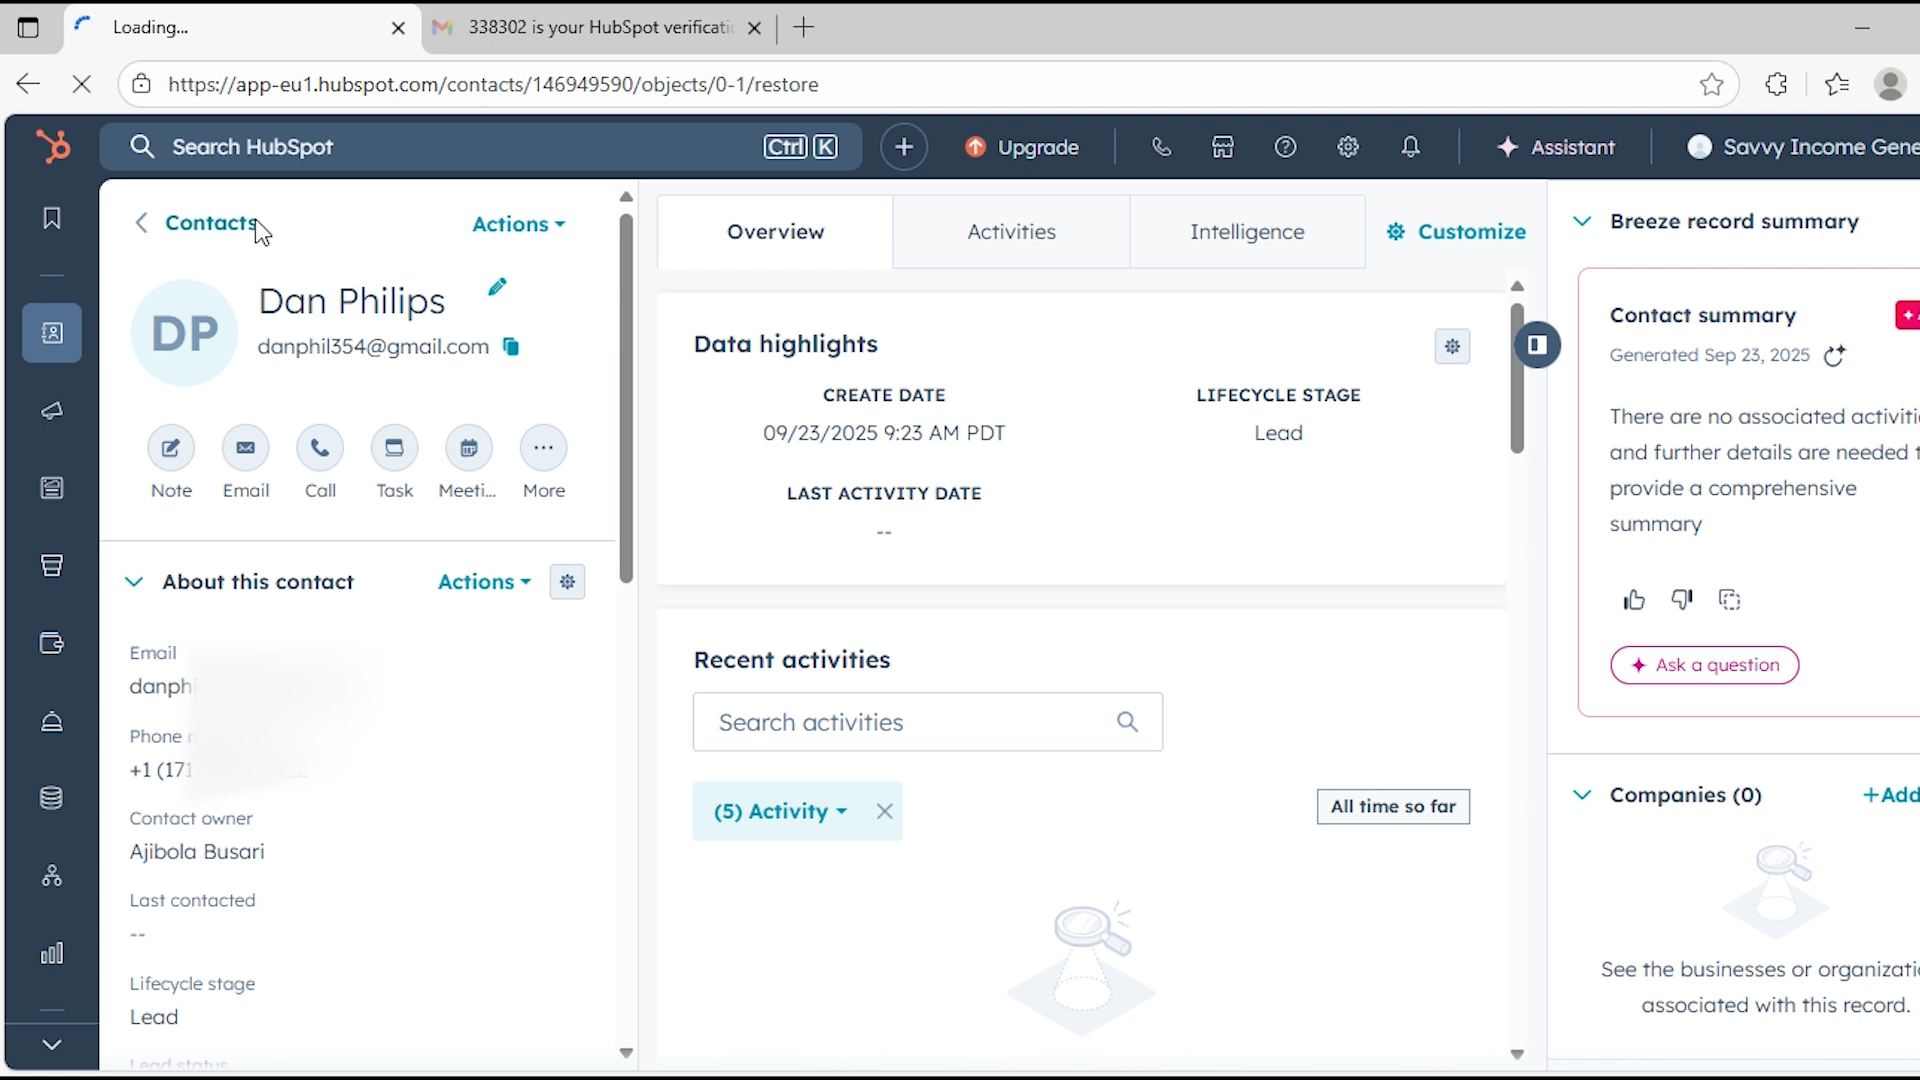 Loading...
338302 is your HubSpot verificati
https://app-eu1.hubspot.com/contacts/146949590/objects/0-1/restore
Search HubSpot
Ctrl K
Upgrade
Assistant
Savvy Income Gene
Contacts
Actions
DP
Dan Philips
danphil354@gmail.com
Note
Email
Call
Task
Meeti...
More
About this contact
Actions
Email
danphi
Phone
+1 (171
Contact owner
Ajibola Busari
Last contacted
--
Lifecycle stage
Lead
Lead status
Overview
Activities
Intelligence
Customize
Data highlights
CREATE DATE
09/23/2025 9:23 AM PDT
LIFECYCLE STAGE
Lead
LAST ACTIVITY DATE
--
Recent activities
Search activities
(5) Activity
All time so far
Breeze record summary
Contact summary
Generated Sep 23, 2025
There are no associated activiti
and further details are needed t
provide a comprehensive
summary
Ask a question
Companies (0)
+Add
See the businesses or organizati
associated with this record.